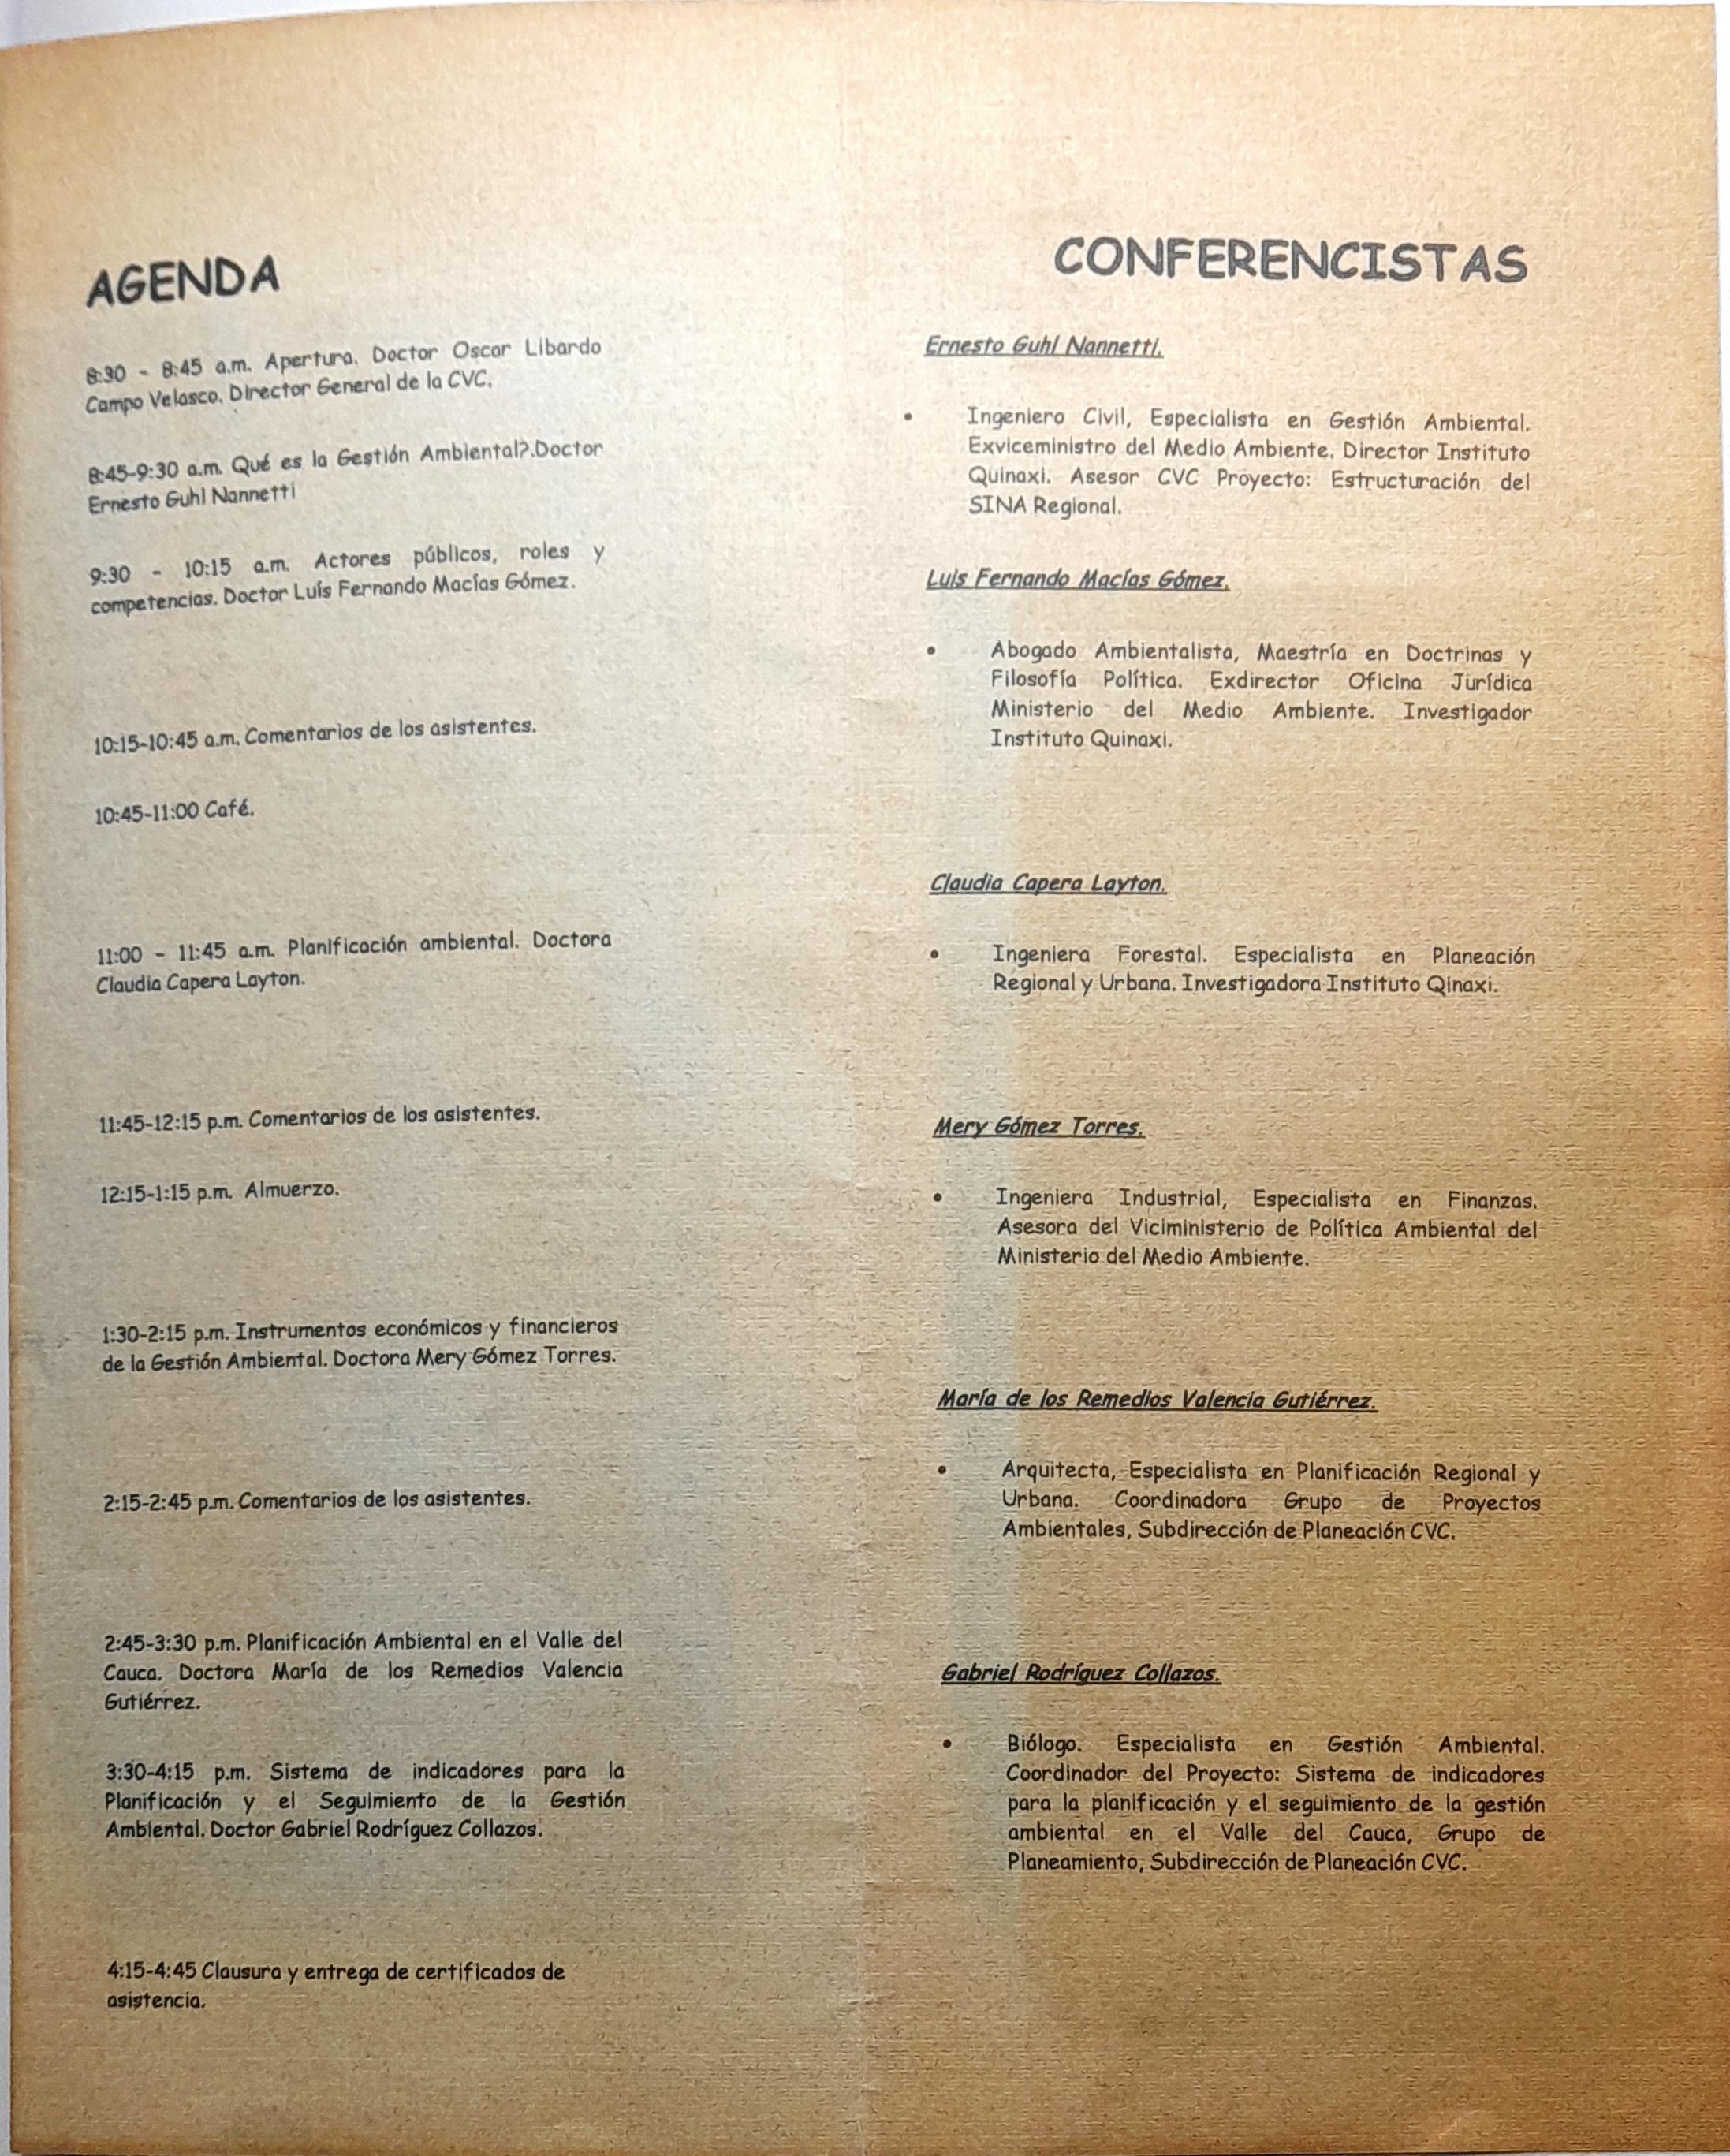 AGENDA
8:30 - 8:45 a.m. Apertura. Doctor Oscar Libardo
Campo Velasco. Director General de la CVC.
8:45-9:30 a.m. Qué es la Gestión Ambiental?.Doctor
Ernesto Guhl Nannetti
9:30 - 10:15 a.m. Actores públicos, roles y
competencias. Doctor Luís Fernando Macías Gómez.
10:15-10:45 a.m. Comentarios de los asistentes.
10:45-11:00 Café.
11:00 - 11:45 a.m. Planificación ambiental. Doctora
Claudia Capera Layton.
11:45-12:15 p.m. Comentarios de los asistentes.
12:15-1:15 p.m. Almuerzo.
1:30-2:15 p.m. Instrumentos económicos y financieros
de la Gestión Ambiental. Doctora Mery Gómez Torres.
2:15-2:45 p.m. Comentarios de los asistentes.
2:45-3:30 p.m. Planificación Ambiental en el Valle del
Cauca. Doctora María de los Remedios Valencia
Gutiérrez.
3:30-4:15 p.m. Sistema de indicadores para la
Planificación y el Seguimiento de la Gestión
Ambiental. Doctor Gabriel Rodríguez Collazos.
4:15-4:45 Clausura y entrega de certificados de
asistencia.
CONFERENCISTAS
Ernesto Guhl Nannetti.
• Ingeniero Civil, Especialista en Gestión Ambiental.
Exviceministro del Medio Ambiente. Director Instituto
Quinaxi. Asesor CVC Proyecto: Estructuración del
SINA Regional.
Luis Fernando Macías Gómez.
• Abogado Ambientalista, Maestría en Doctrinas y
Filosofía Política. Exdirector Oficina Jurídica
Ministerio del Medio Ambiente. Investigador
Instituto Quinaxi.
Claudia Capera Layton.
• Ingeniera Forestal. Especialista en Planeación
Regional y Urbana. Investigadora Instituto Qinaxi.
Mery Gómez Torres.
• Ingeniera Industrial, Especialista en Finanzas.
Asesora del Viciministerio de Política Ambiental del
Ministerio del Medio Ambiente.
María de los Remedios Valencia Gutiérrez.
• Arquitecta, Especialista en Planificación Regional y
Urbana. Coordinadora Grupo de Proyectos
Ambientales, Subdirección de Planeación CVC.
Gabriel Rodríguez Collazos.
• Biólogo. Especialista en Gestión Ambiental.
Coordinador del Proyecto: Sistema de indicadores
para la planificación y el seguimiento de la gestión
ambiental en el Valle del Cauca, Grupo de
Planeamiento, Subdirección de Planeación CVC.